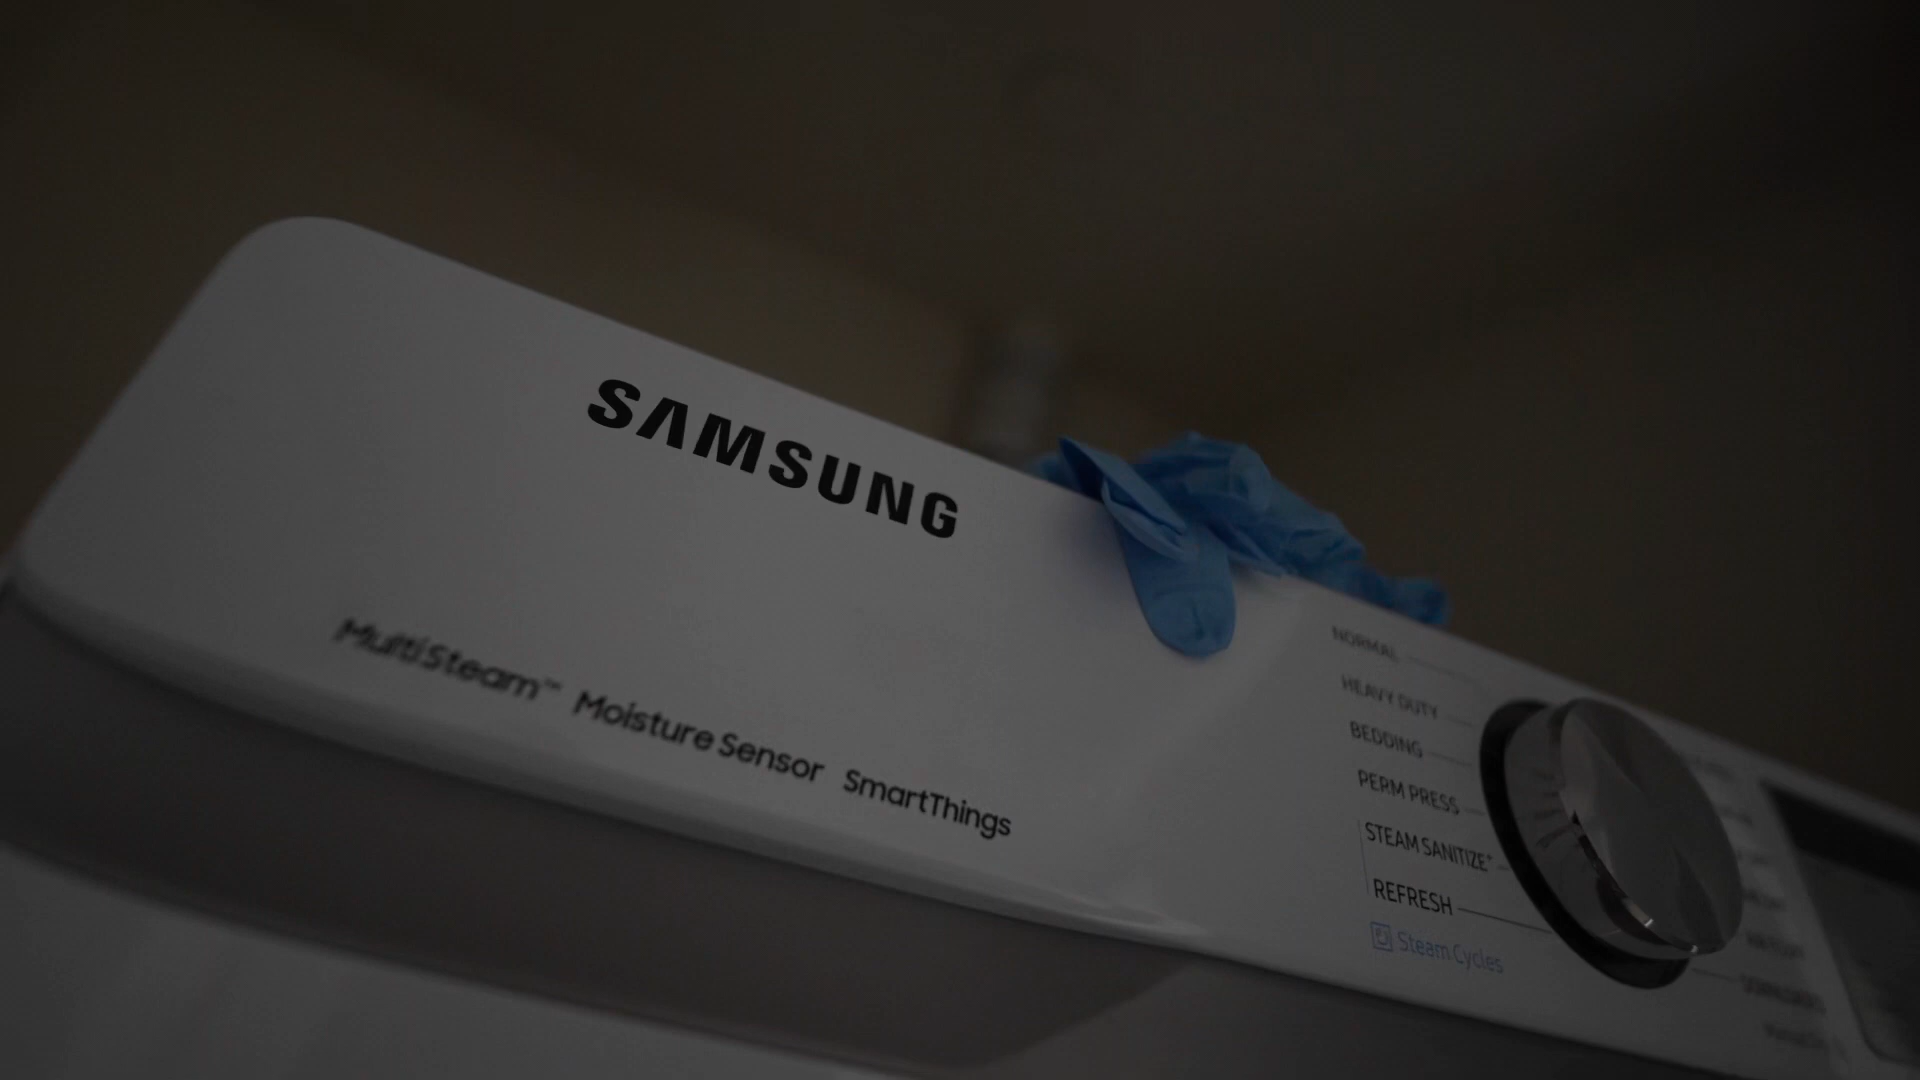 SAMSUNG
MultiSteam™ Moisture Sensor SmartThings
NORMAL
HEAVY DUTY
BEDDING
PERM PRESS
STEAM SANITIZE+
REFRESH
Steam Cycles